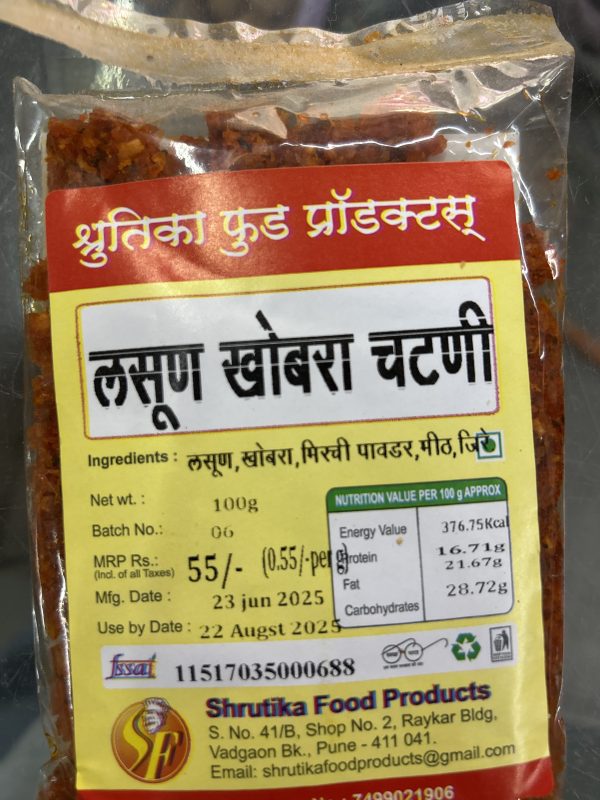 श्रुतिका फुड प्रॉडक्टस्
लसूण खोबरा चटणी
Ingredients : लसूण,खोबरा,मिरची पावडर,मीठ,जिरे
Net wt. : 100g
Batch No.: 06
MRP Rs.: 55/- (0.55/-per g)
(Incl. of all Taxes)
Mfg. Date : 23 jun 2025
Use by Date : 22 Augst 2025
NUTRITION VALUE PER 100 g APPROX
Energy Value 376.75Kcal
Protein 16.71g
Fat 21.67g
Carbohydrates 28.72g
fssai 11517035000688
SF
Shrutika Food Products
S. No. 41/B, Shop No. 2, Raykar Bldg,
Vadgaon Bk., Pune - 411 041.
Email: shrutikafoodproducts@gmail.com
No : 7499021906